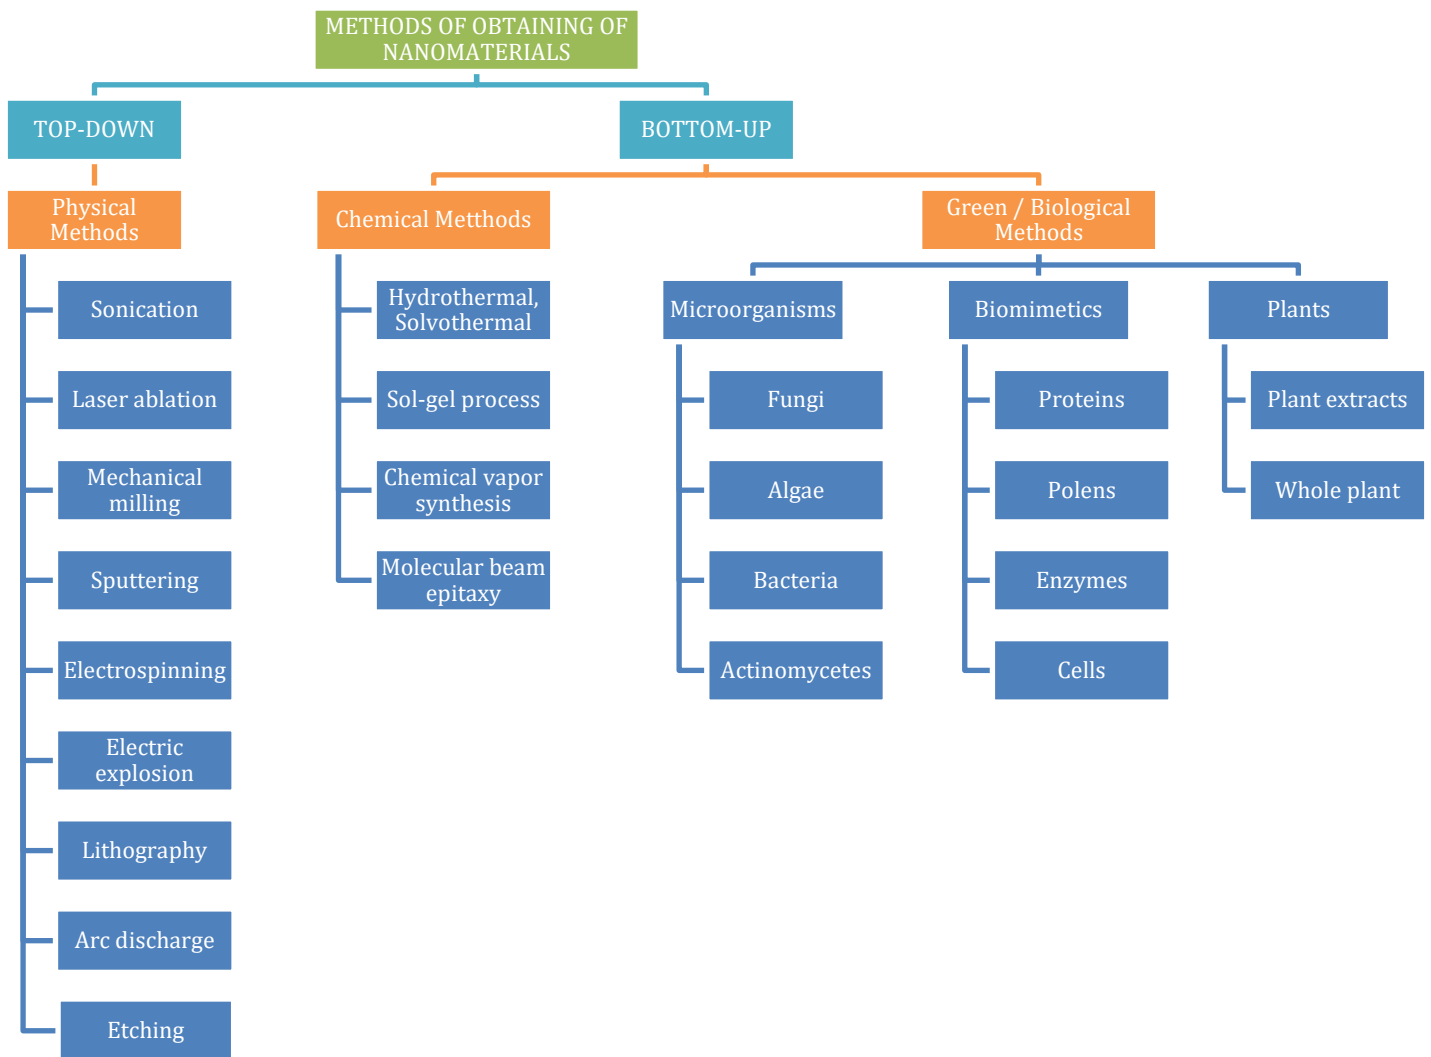 METHODS OF OBTAINING OF
NANOMATERIALS
TOP-DOWN
BOTTOM-UP
Physical
Methods
Chemical Metthods
Green / Biological
Methods
Sonication
Laser ablation
Mechanical
milling
Sputtering
Electrospinning
Electric
explosion
Lithography
Arc discharge
Etching
Hydrothermal,
Solvothermal
Sol-gel process
Chemical vapor
synthesis
Molecular beam
epitaxy
Microorganisms
Fungi
Algae
Bacteria
Actinomycetes
Biomimetics
Proteins
Polens
Enzymes
Cells
Plants
Plant extracts
Whole plant